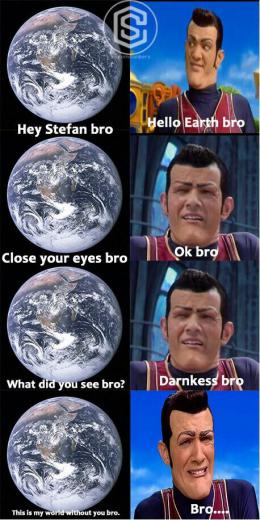 Hey Stefan bro
Hello Earth bro
Close your eyes bro
Ok bro
What did you see bro?
Darnkess bro
This is my world without you bro.
Bro....